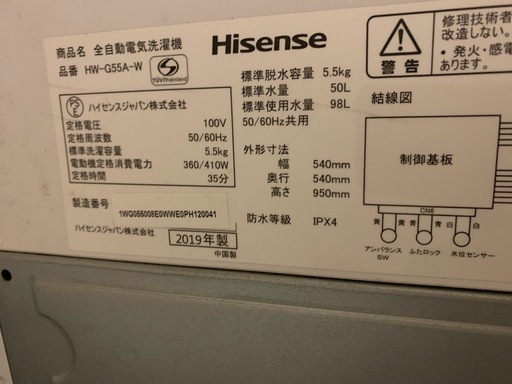 商品名 全自動電気洗濯機
品番 HW-G55A-W
TÜVRheinland
PS
E
ハイセンスジャパン株式会社
定格電圧 100V
定格周波数 50/60Hz
標準洗濯容量 5.5kg
電動機定格消費電力 360/410W
定格時間 35分
製造番号
1WG055008E0WWE0PH120041
ハイセンスジャパン株式会社
2019年製
中国製
Hisense
標準脱水容量 5.5kg
標準水量 50L
標準使用水量 98L
50/60Hz共用
外形寸法
幅 540mm
奥行 540mm
高さ 950mm
防水等級 IPX4
警告
修理技術者
改造しない。
・発火・感電
あります。
結線図
制御基板
CN6
黄 黄 青 青 白 白
アンバランス
SW
ふたロック
水位センサー